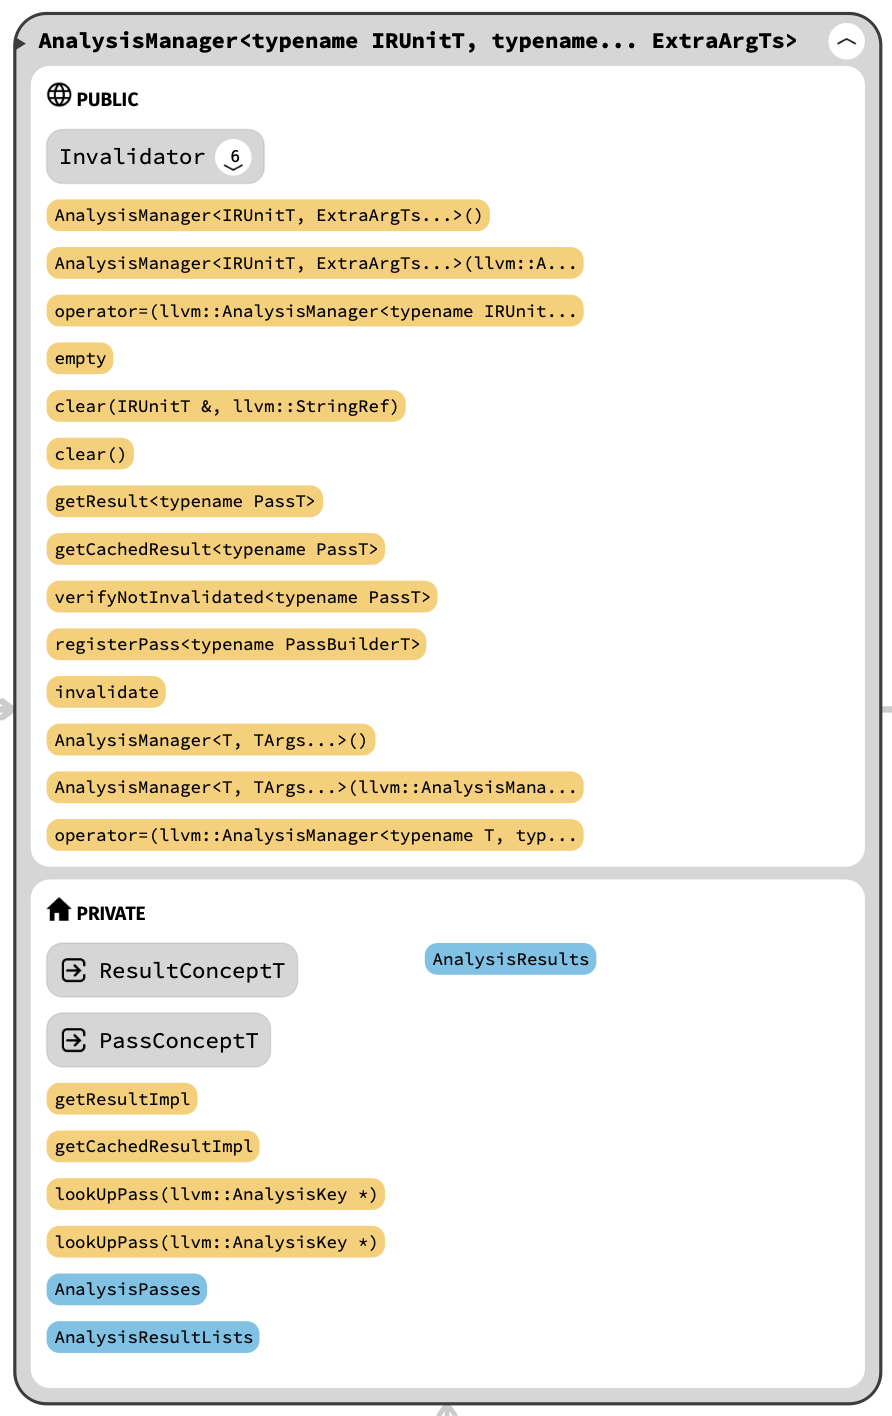 AnalysisManager<typename IRUnitT, typename... ExtraArgTs>
PUBLIC
Invalidator 6
AnalysisManager<IRUnitT, ExtraArgTs...>()
AnalysisManager<IRUnitT, ExtraArgTs...>(llvm::A...
operator=(llvm::AnalysisManager<typename IRUnit...
empty
clear(IRUnitT &, llvm::StringRef)
clear()
getResult<typename PassT>
getCachedResult<typename PassT>
verifyNotInvalidated<typename PassT>
registerPass<typename PassBuilderT>
invalidate
AnalysisManager<T, TArgs...>()
AnalysisManager<T, TArgs...>(llvm::AnalysisMana...
operator=(llvm::AnalysisManager<typename T, typ...
PRIVATE
ResultConceptT
AnalysisResults
PassConceptT
getResultImpl
getCachedResultImpl
lookUpPass(llvm::AnalysisKey *)
lookUpPass(llvm::AnalysisKey *)
AnalysisPasses
AnalysisResultLists